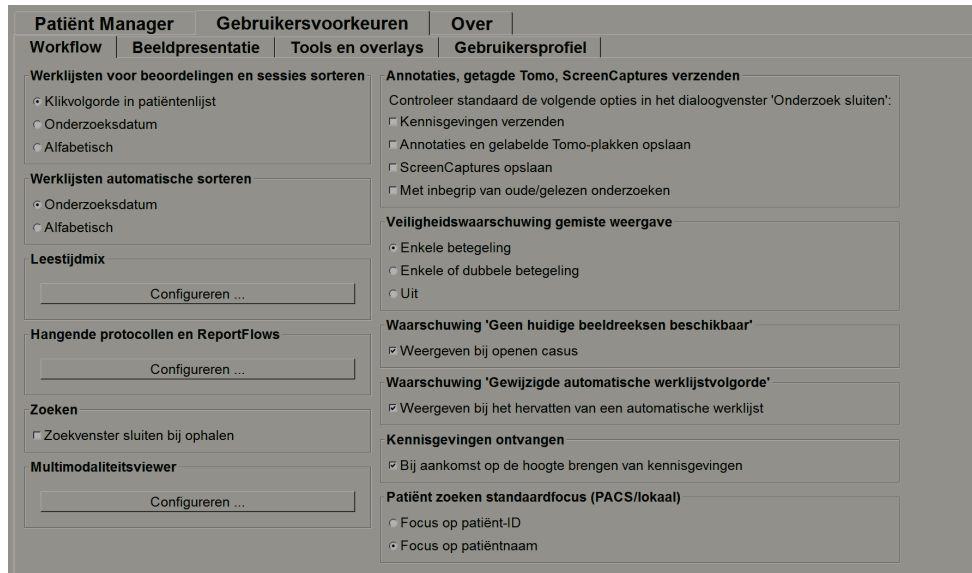 Patiënt Manager
Gebruikersvoorkeuren
Over
Workflow
Beeldpresentatie
Tools en overlays
Gebruikersprofiel
Werklijsten voor beoordelingen en sessies sorteren
Klikvolgorde in patiëntenlijst
Onderzoeksdatum
Alfabetisch
Werklijsten automatische sorteren
Onderzoeksdatum
Alfabetisch
Leestijdmix
Configureren ...
Hangende protocollen en ReportFlows
Configureren ...
Zoeken
Zoekvenster sluiten bij ophalen
Multimodaliteitsviewer
Configureren ...
Annotaties, getagde Tomo, ScreenCaptures verzenden
Controleer standaard de volgende opties in het dialoogvenster 'Onderzoek sluiten':
Kennisgevingen verzenden
Annotaties en gelabelde Tomo-plakken opslaan
ScreenCaptures opslaan
Met inbegrip van oude/gelezen onderzoeken
Veiligheidswaarschuwing gemiste weergave
Enkele betegeling
Enkele of dubbele betegeling
Uit
Waarschuwing 'Geen huidige beeldreeksen beschikbaar'
Weergeven bij openen casus
Waarschuwing 'Gewijzigde automatische werklijstvolgorde'
Weergeven bij het hervatten van een automatische werklijst
Kennisgevingen ontvangen
Bij aankomst op de hoogte brengen van kennisgevingen
Patiënt zoeken standaardfocus (PACS/lokaal)
Focus op patiënt-ID
Focus op patiëntnaam